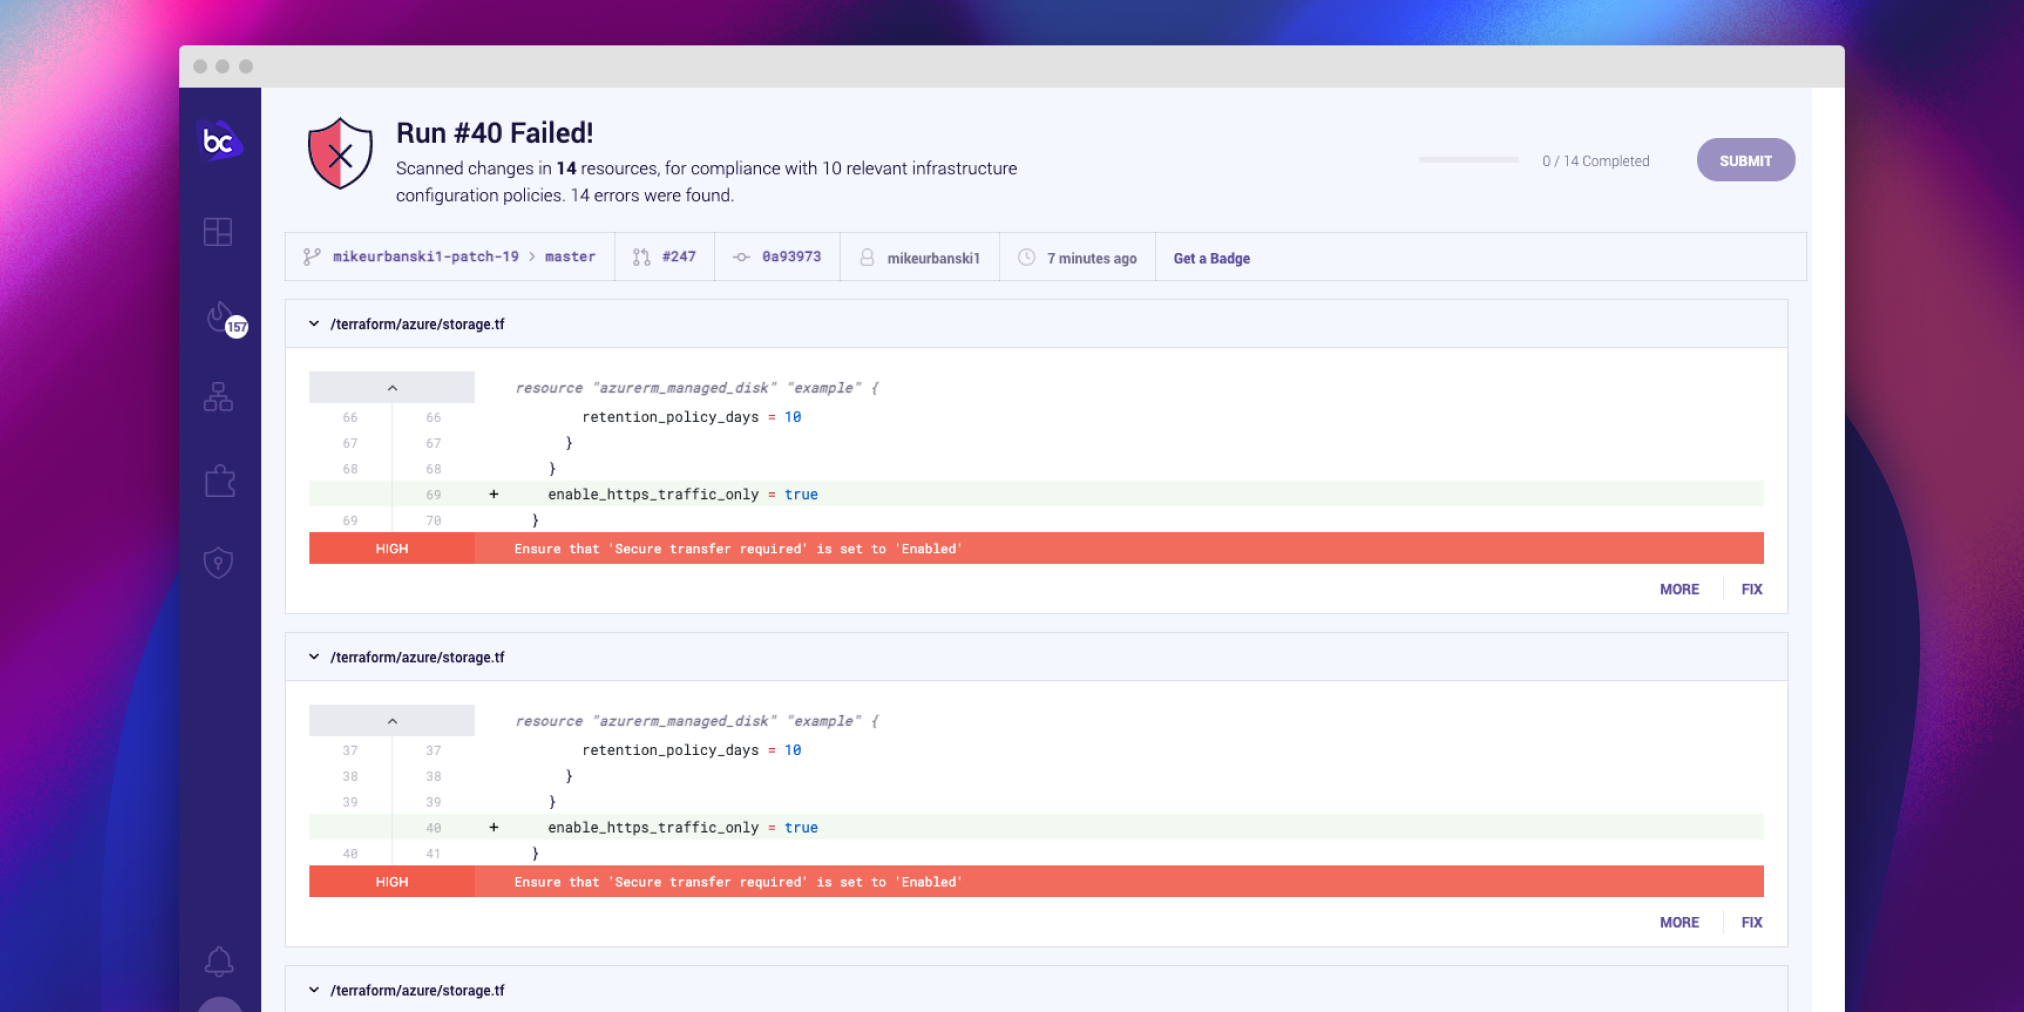 bc
Run #40 Failed!
Scanned changes in 14 resources, for compliance with 10 relevant infrastructure
configuration policies. 14 errors were found.
0 / 14 Completed
SUBMIT
mikeurbanski1-patch-19 > master
#247
0a93973
mikeurbanski1
7 minutes ago
Get a Badge
157
/terraform/azure/storage.tf
resource "azurerm_managed_disk" "example" {
66 66 retention_policy_days = 10
67 67 }
68 68 }
69 + enable_https_traffic_only = true
69 70 }
HIGH Ensure that 'Secure transfer required' is set to 'Enabled'
MORE FIX
/terraform/azure/storage.tf
resource "azurerm_managed_disk" "example" {
37 37 retention_policy_days = 10
38 38 }
39 39 }
40 + enable_https_traffic_only = true
40 41 }
HIGH Ensure that 'Secure transfer required' is set to 'Enabled'
MORE FIX
/terraform/azure/storage.tf